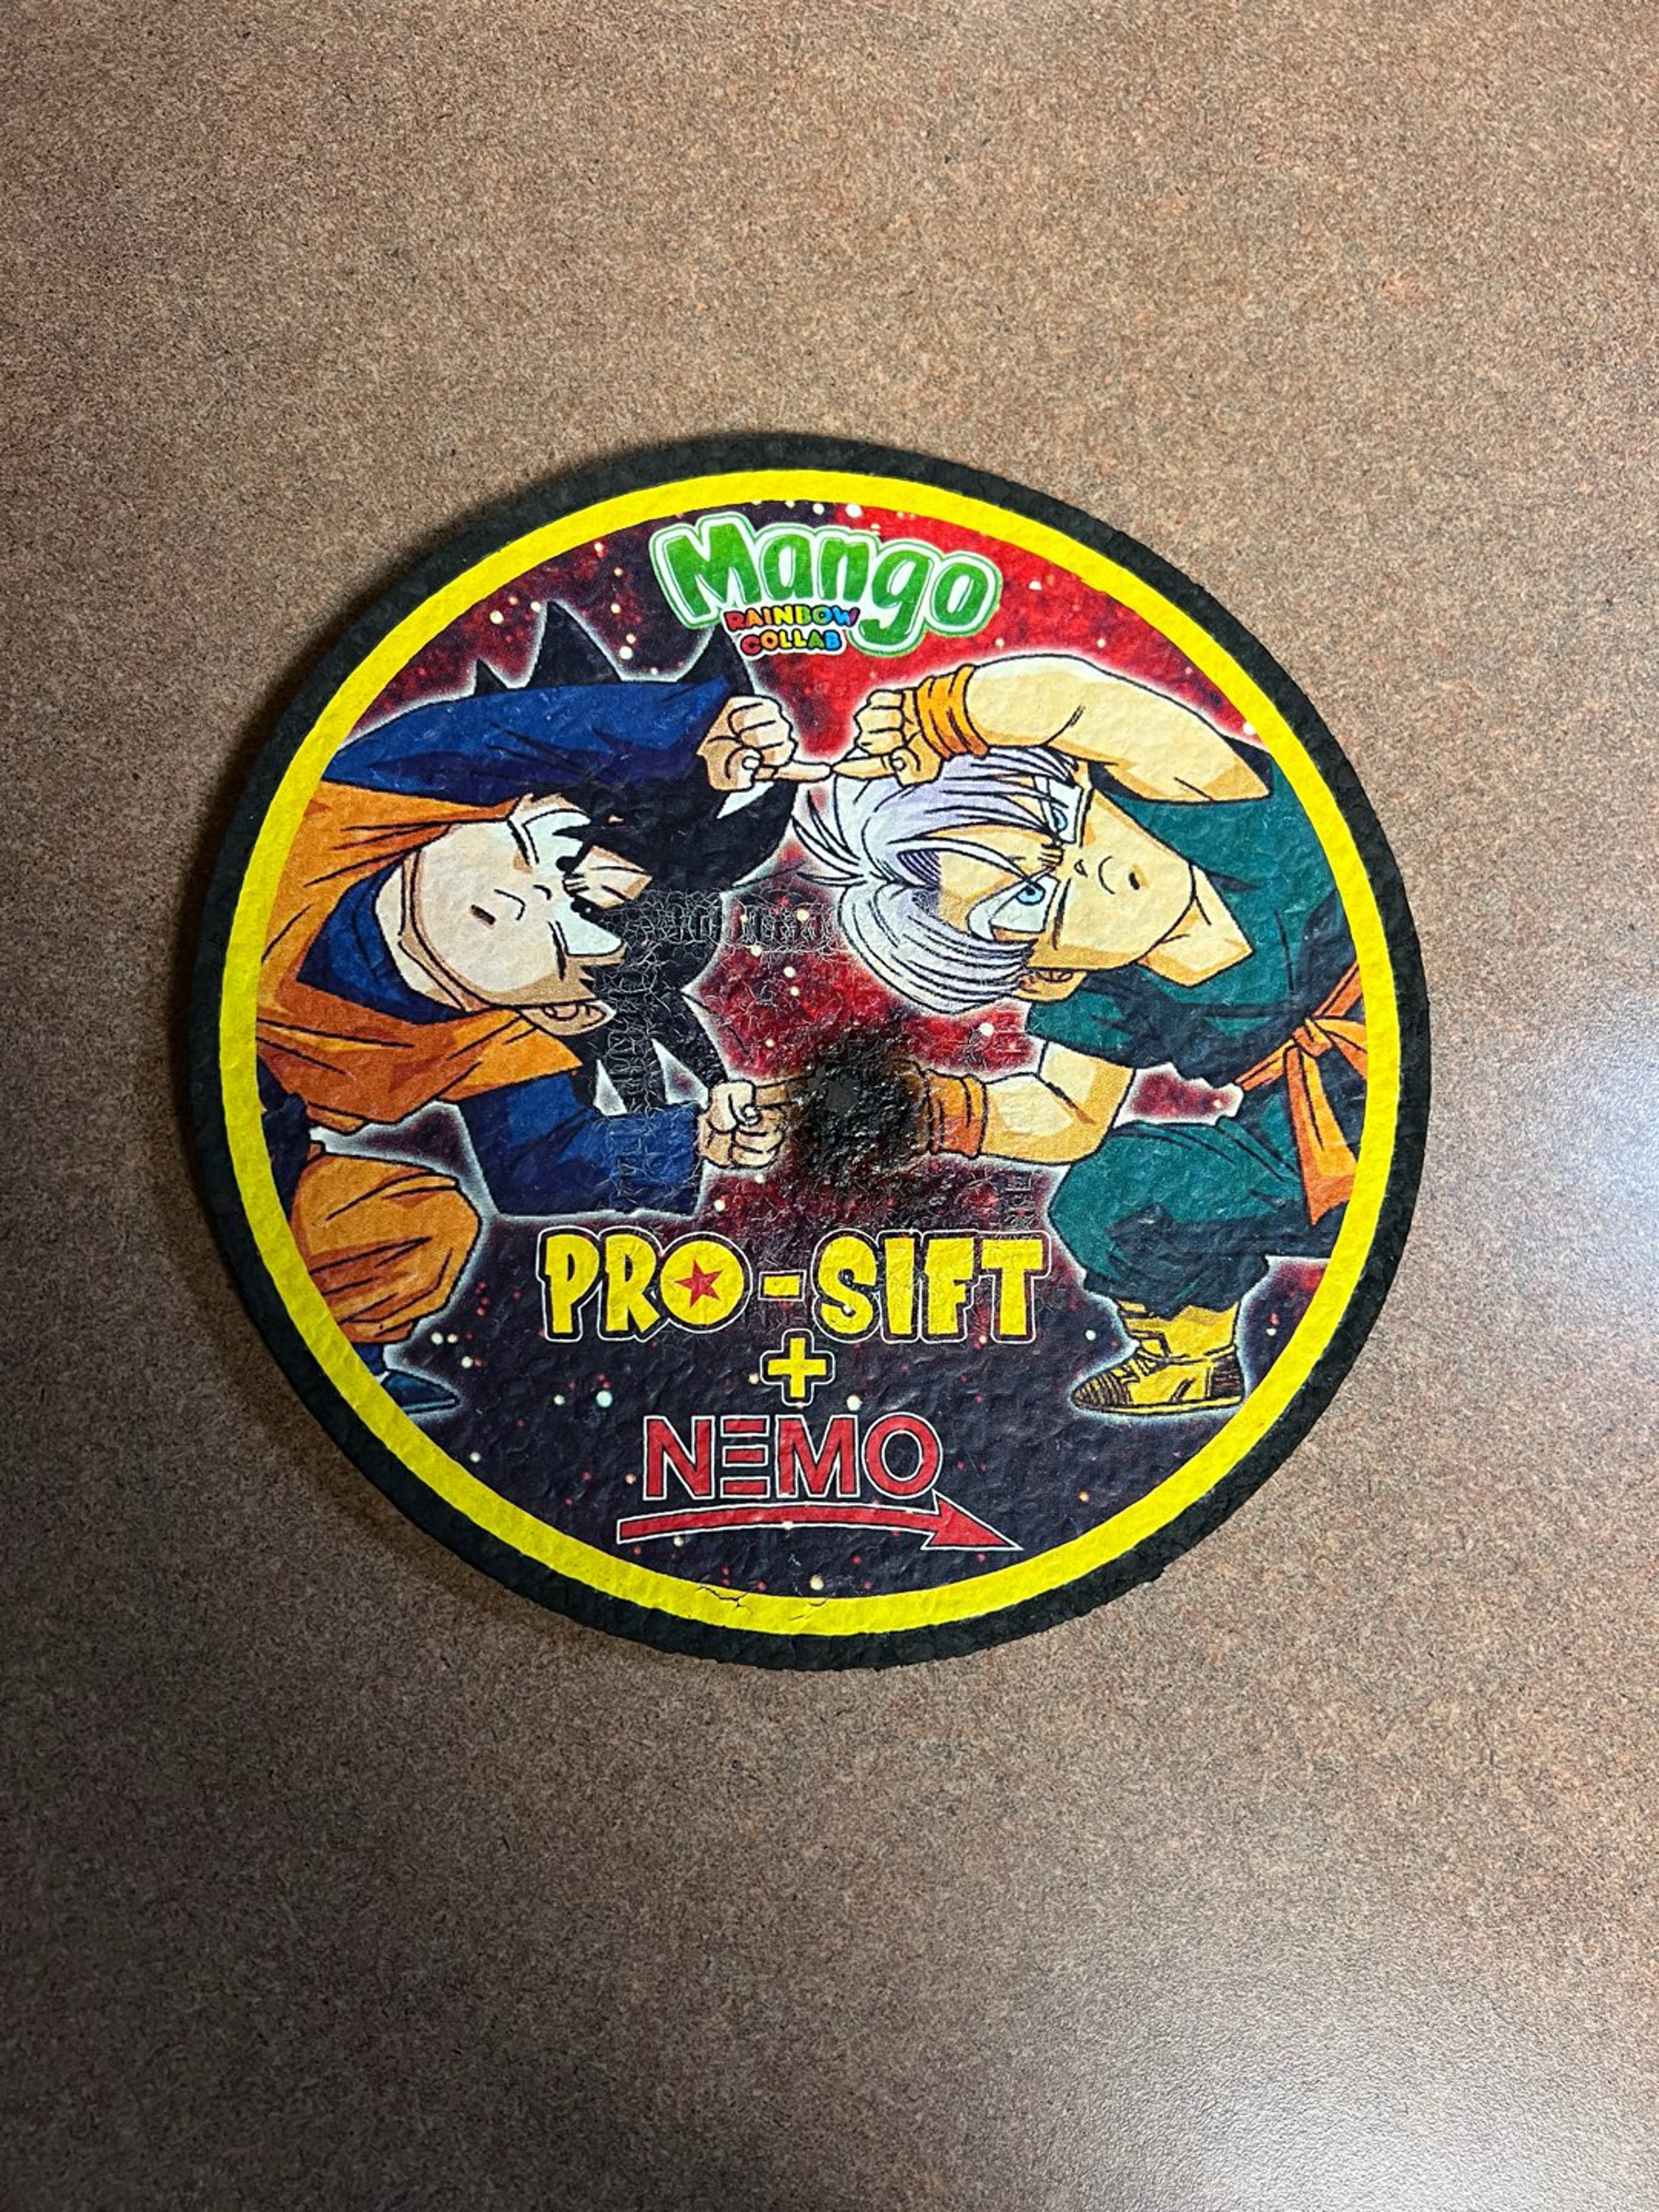 Mango
RAINBOW
COLLAB
PRO-SIFT
+
NEMO